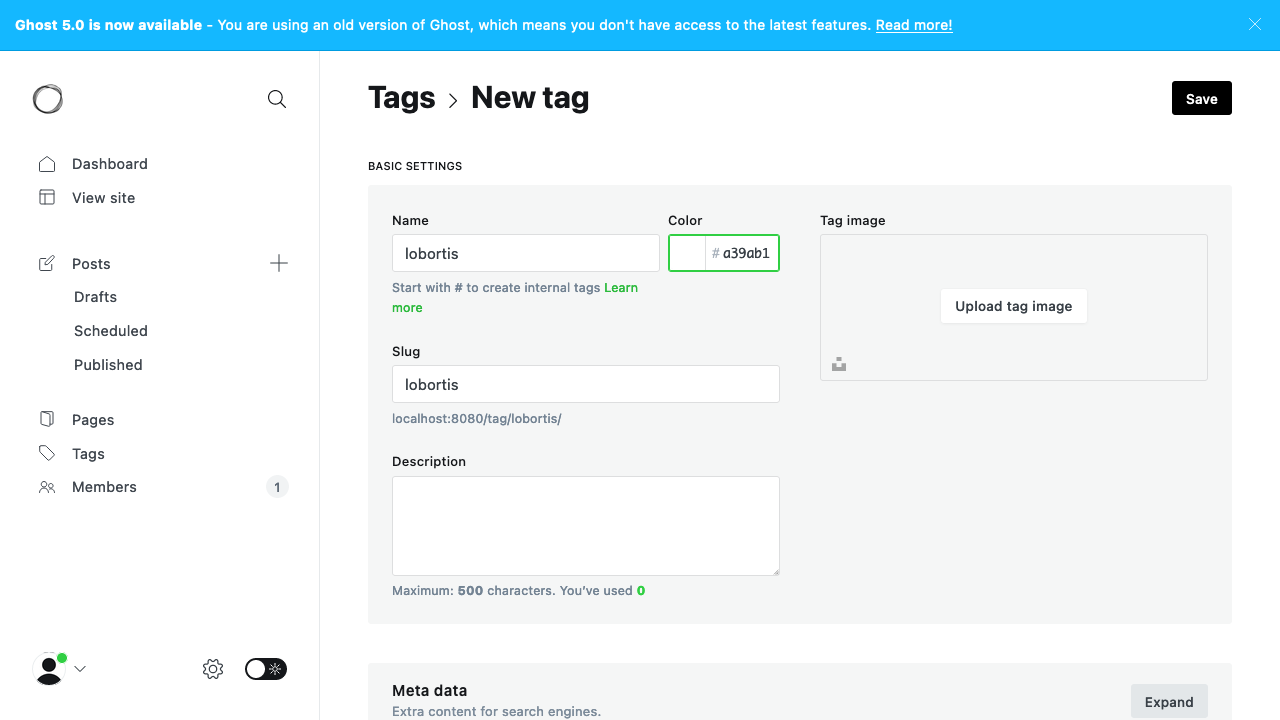 Ghost 5.0 is now available - You are using an old version of Ghost, which means you don't have access to the latest features. Read more!
Dashboard
View site
Posts
Drafts
Scheduled
Published
Pages
Tags
Members
1
Tags
New tag
Save
BASIC SETTINGS
Name
lobortis
Start with # to create internal tags Learn
more
Color
# a39ab1
Slug
lobortis
localhost:8080/tag/lobortis/
Description
Maximum: 500 characters. You've used 0
Tag image
Upload tag image
Meta data
Extra content for search engines.
Expand